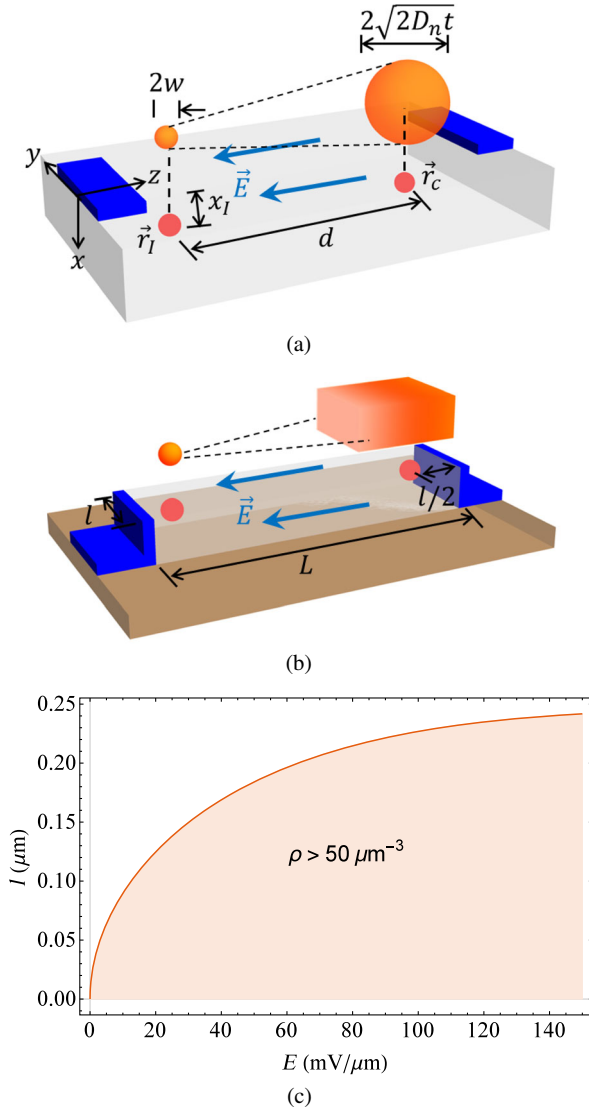 2√2Dₙt
2w
y
z
E⃗
x_I
r⃗_c
r⃗_I
d
x
(a)
l
E⃗
l/2
L
(b)
0.25
0.20
0.15
0.10
0.05
0.00
l (μm)
ρ > 50 μm⁻³
0 20 40 60 80 100 120 140
E (mV/μm)
(c)